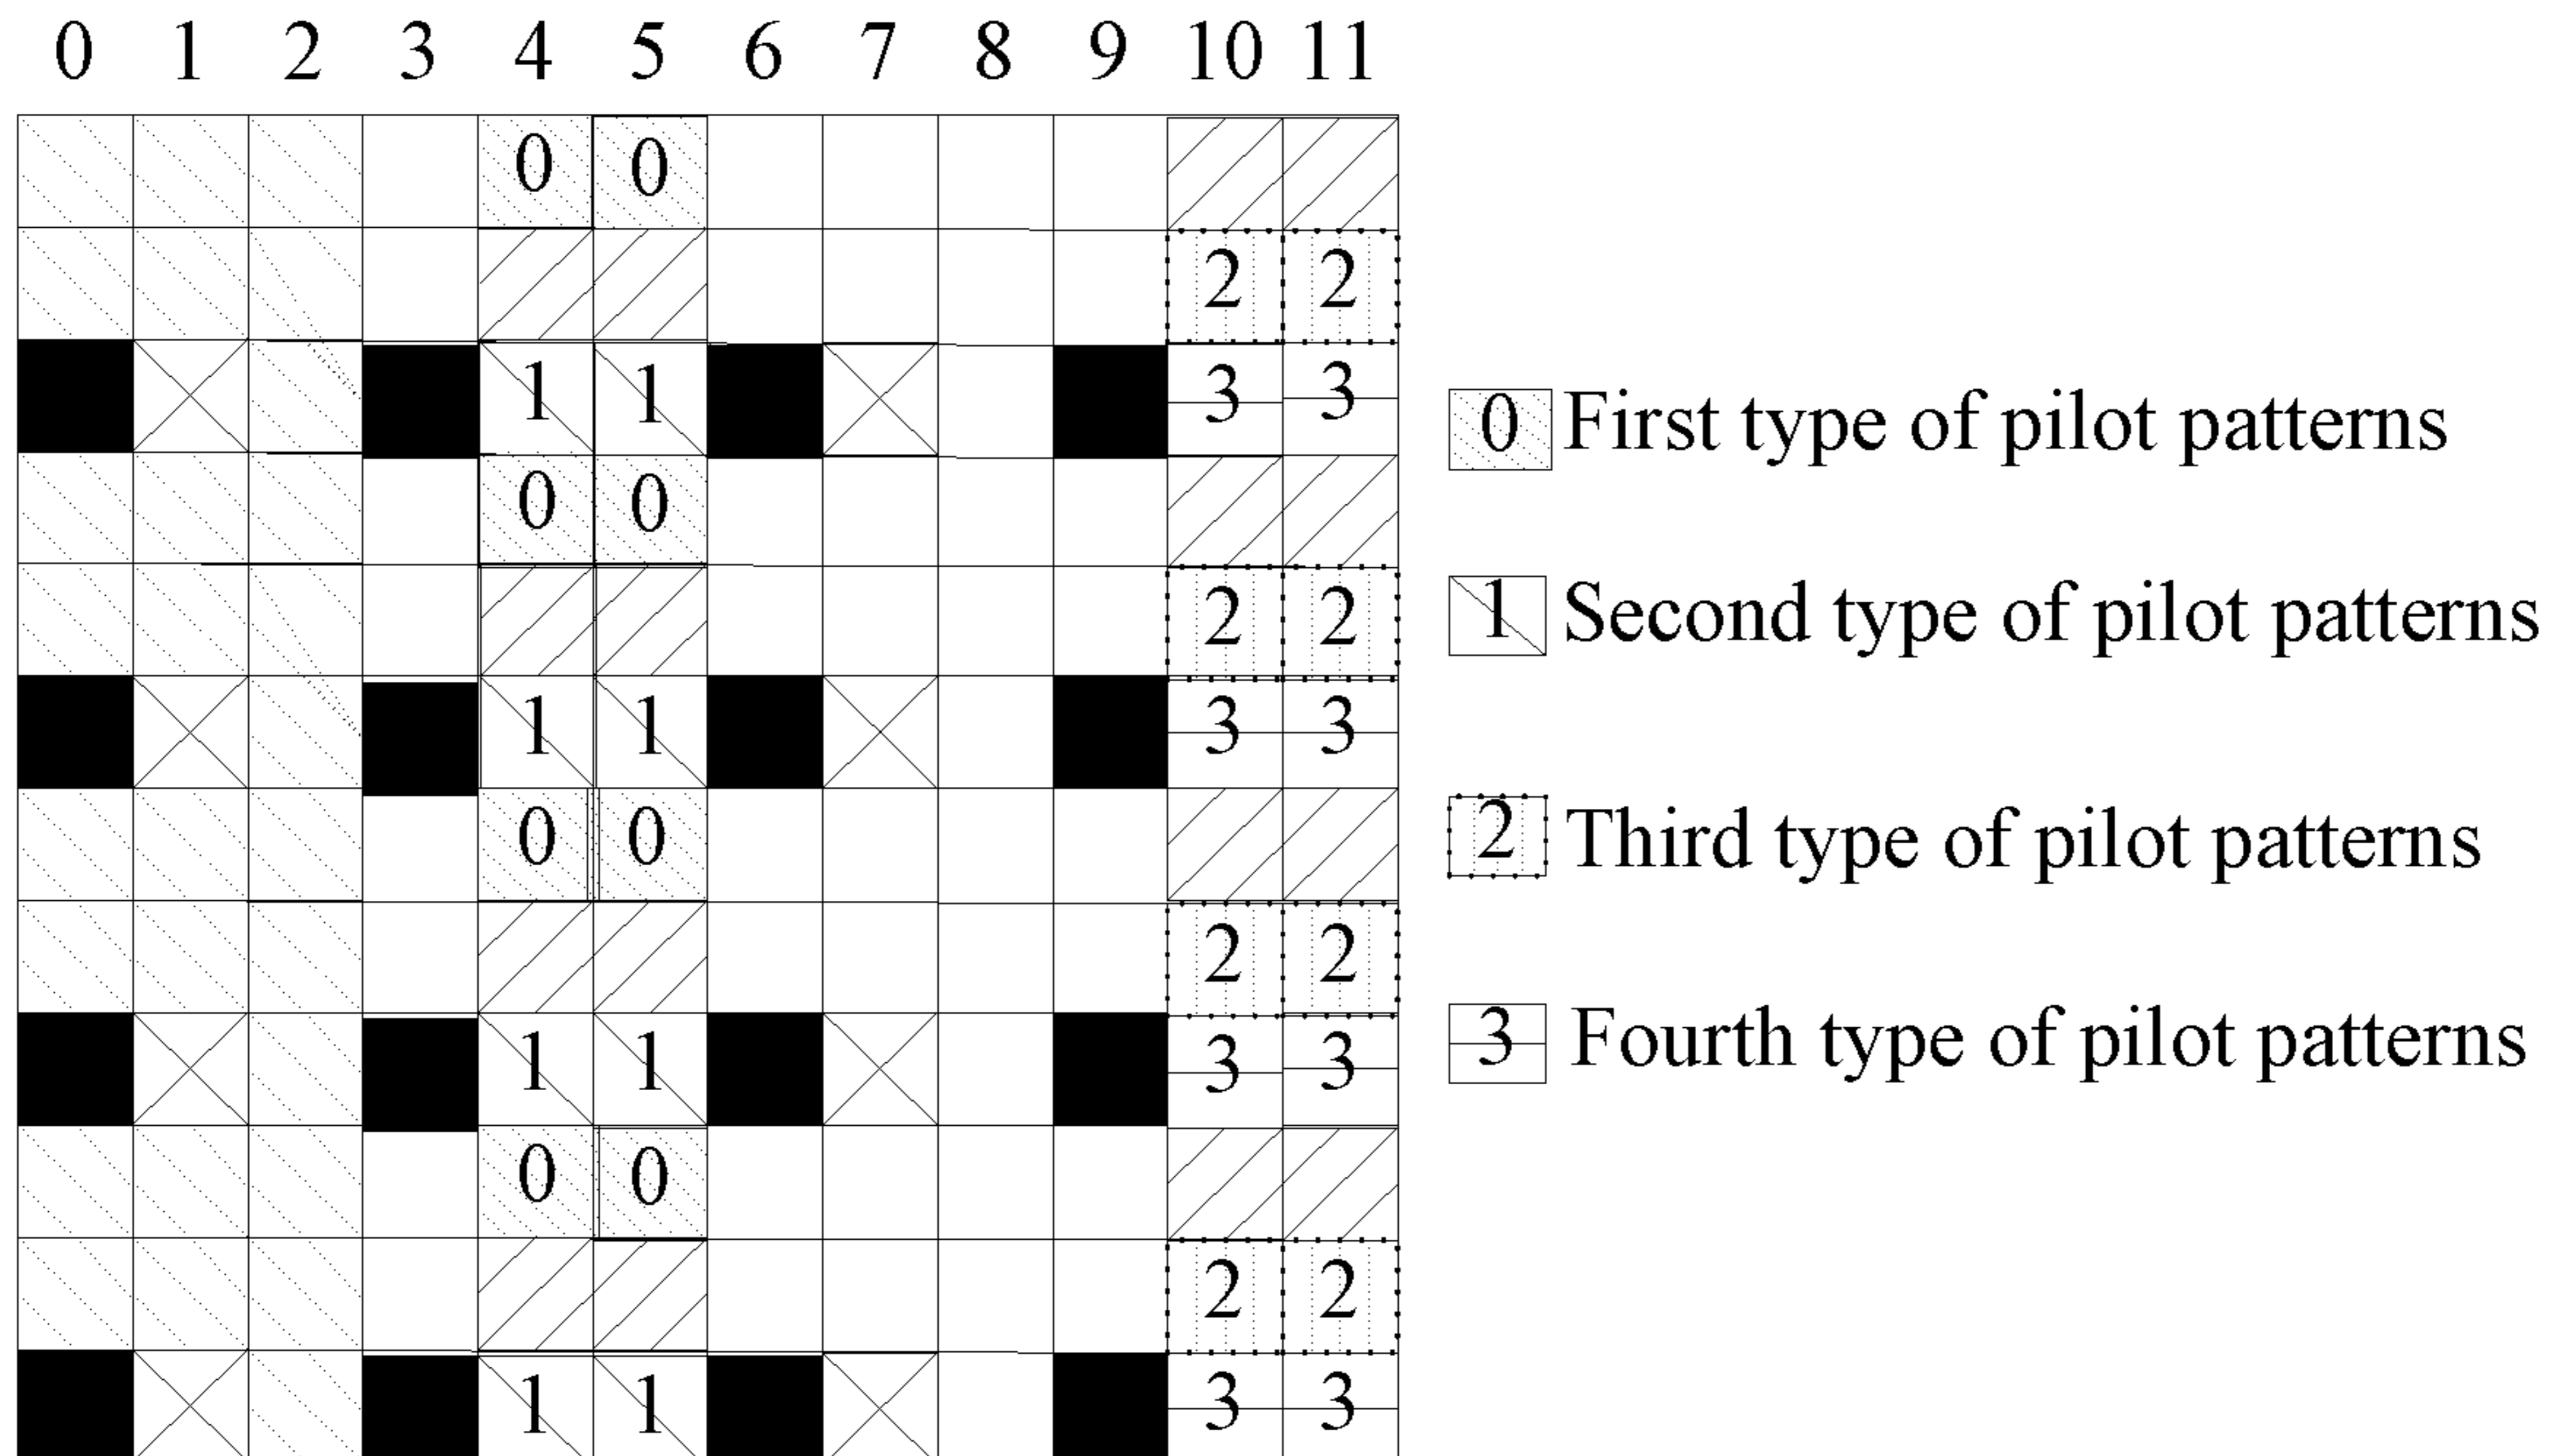 0 1 2 3 4 5 6 7 8 9 10 11
0 0
2 2
1 1 3 3
0 First type of pilot patterns
0 0
1 Second type of pilot patterns
2 2
1 1 3 3
2 Third type of pilot patterns
0 0
2 2
3 Fourth type of pilot patterns
1 1 3 3
0 0
2 2
1 1 3 3